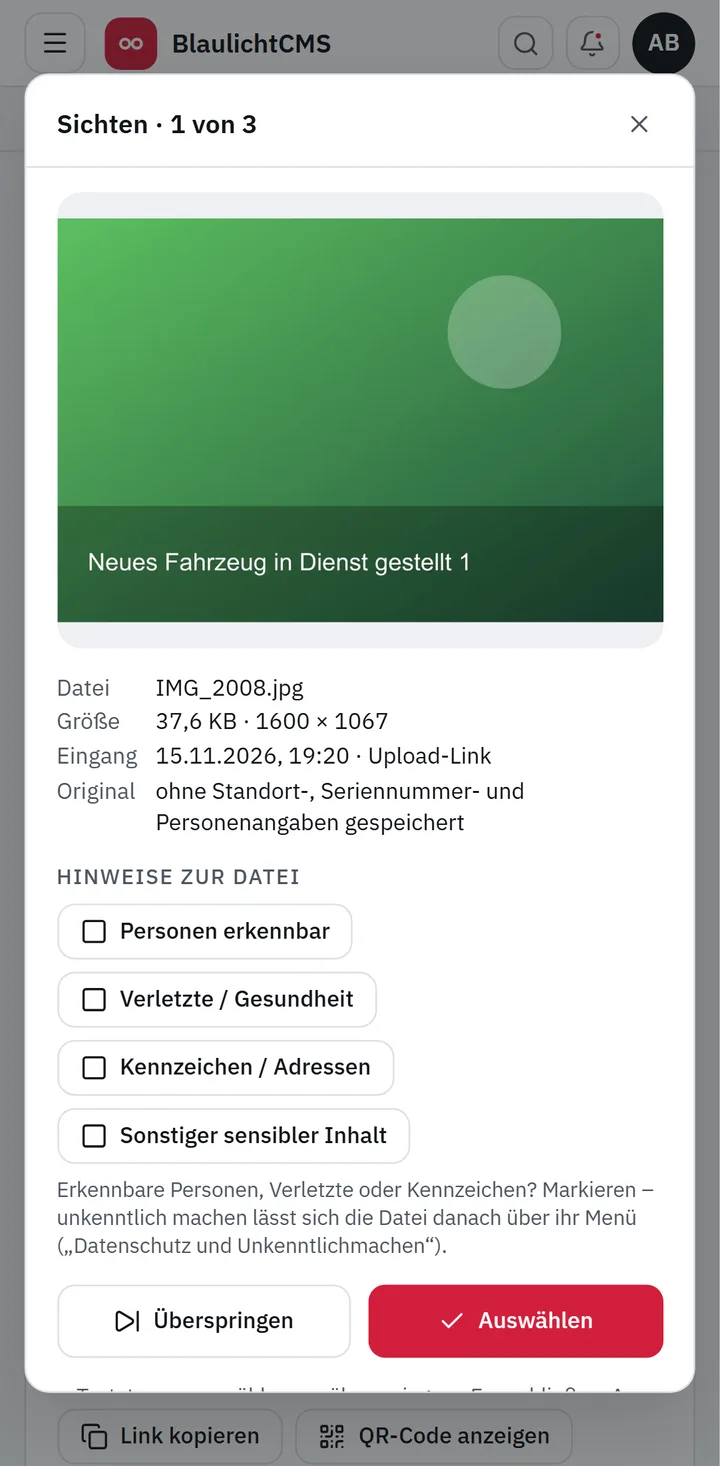 BlaulichtCMS
AB
Sichten · 1 von 3
Neues Fahrzeug in Dienst gestellt 1
Datei IMG_2008.jpg
Größe 37,6 KB · 1600 × 1067
Eingang 15.11.2026, 19:20 · Upload-Link
Original ohne Standort-, Seriennummer- und
Personenangaben gespeichert
HINWEISE ZUR DATEI
Personen erkennbar
Verletzte / Gesundheit
Kennzeichen / Adressen
Sonstiger sensibler Inhalt
Erkennbare Personen, Verletzte oder Kennzeichen? Markieren –
unkenntlich machen lässt sich die Datei danach über ihr Menü
(„Datenschutz und Unkenntlichmachen“).
Überspringen Auswählen
Link kopieren QR-Code anzeigen